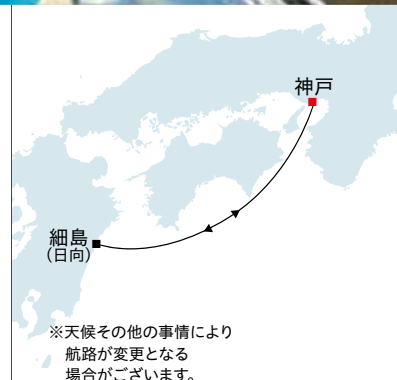 神戸
細島
(日向)
※天候その他の事情により
航路が変更となる
場合がございます。